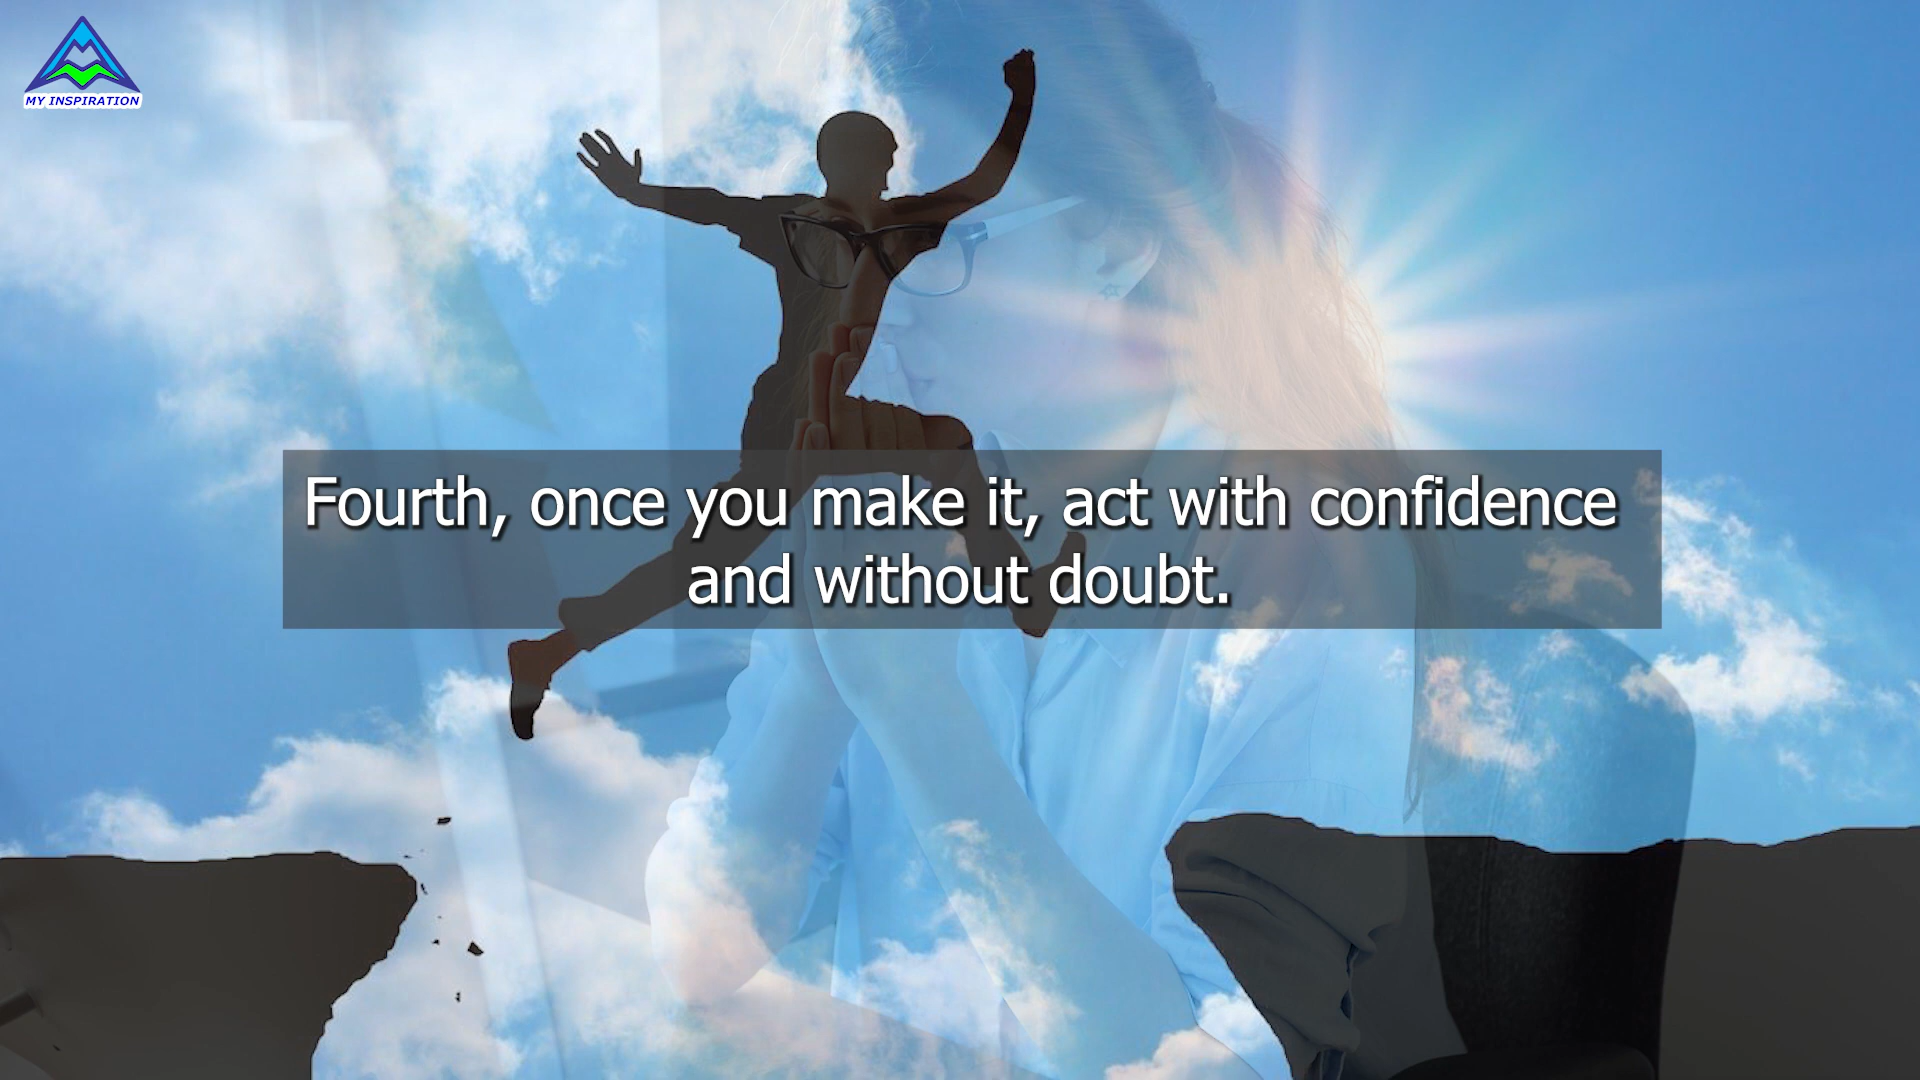 MY INSPIRATION
Fourth, once you make it, act with confidence
and without doubt.